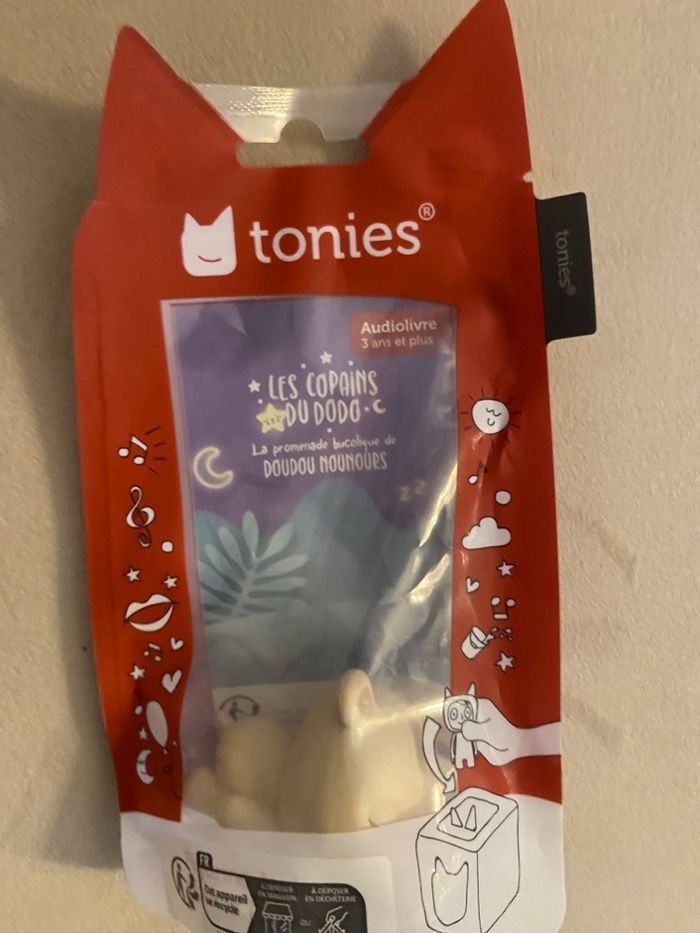 tonies®
tonies®
Audiolivre
3 ans et plus
LES COPAINS
DU DODO
La promenade bucolique de
DOUDOU NOUNOURS
z z
FR
Cet appareil
se recycle
À DÉPOSER
EN MAGASIN
OU
À DÉPOSER
EN DÉCHÈTERIE